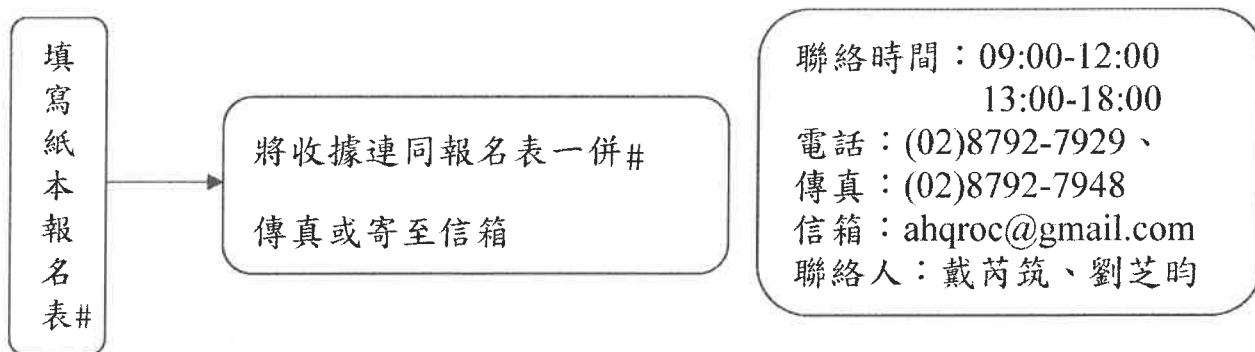 填寫紙本報名表#
將收據連同報名表一併#
傳真或寄至信箱
聯絡時間：09:00-12:00
13:00-18:00
電話：(02)8792-7929、
傳真：(02)8792-7948
信箱：ahqroc@gmail.com
聯絡人：戴芮筑、劉芝昀